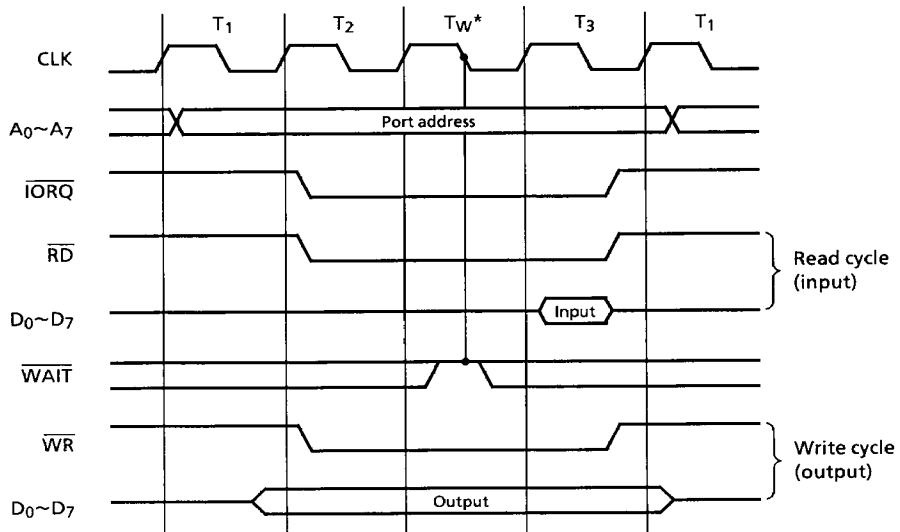 T1 T2 TW* T3 T1
CLK
A0~A7 Port address
IORQ
RD
Read cycle
(input)
D0~D7 Input
WAIT
WR
Write cycle
(output)
D0~D7 Output